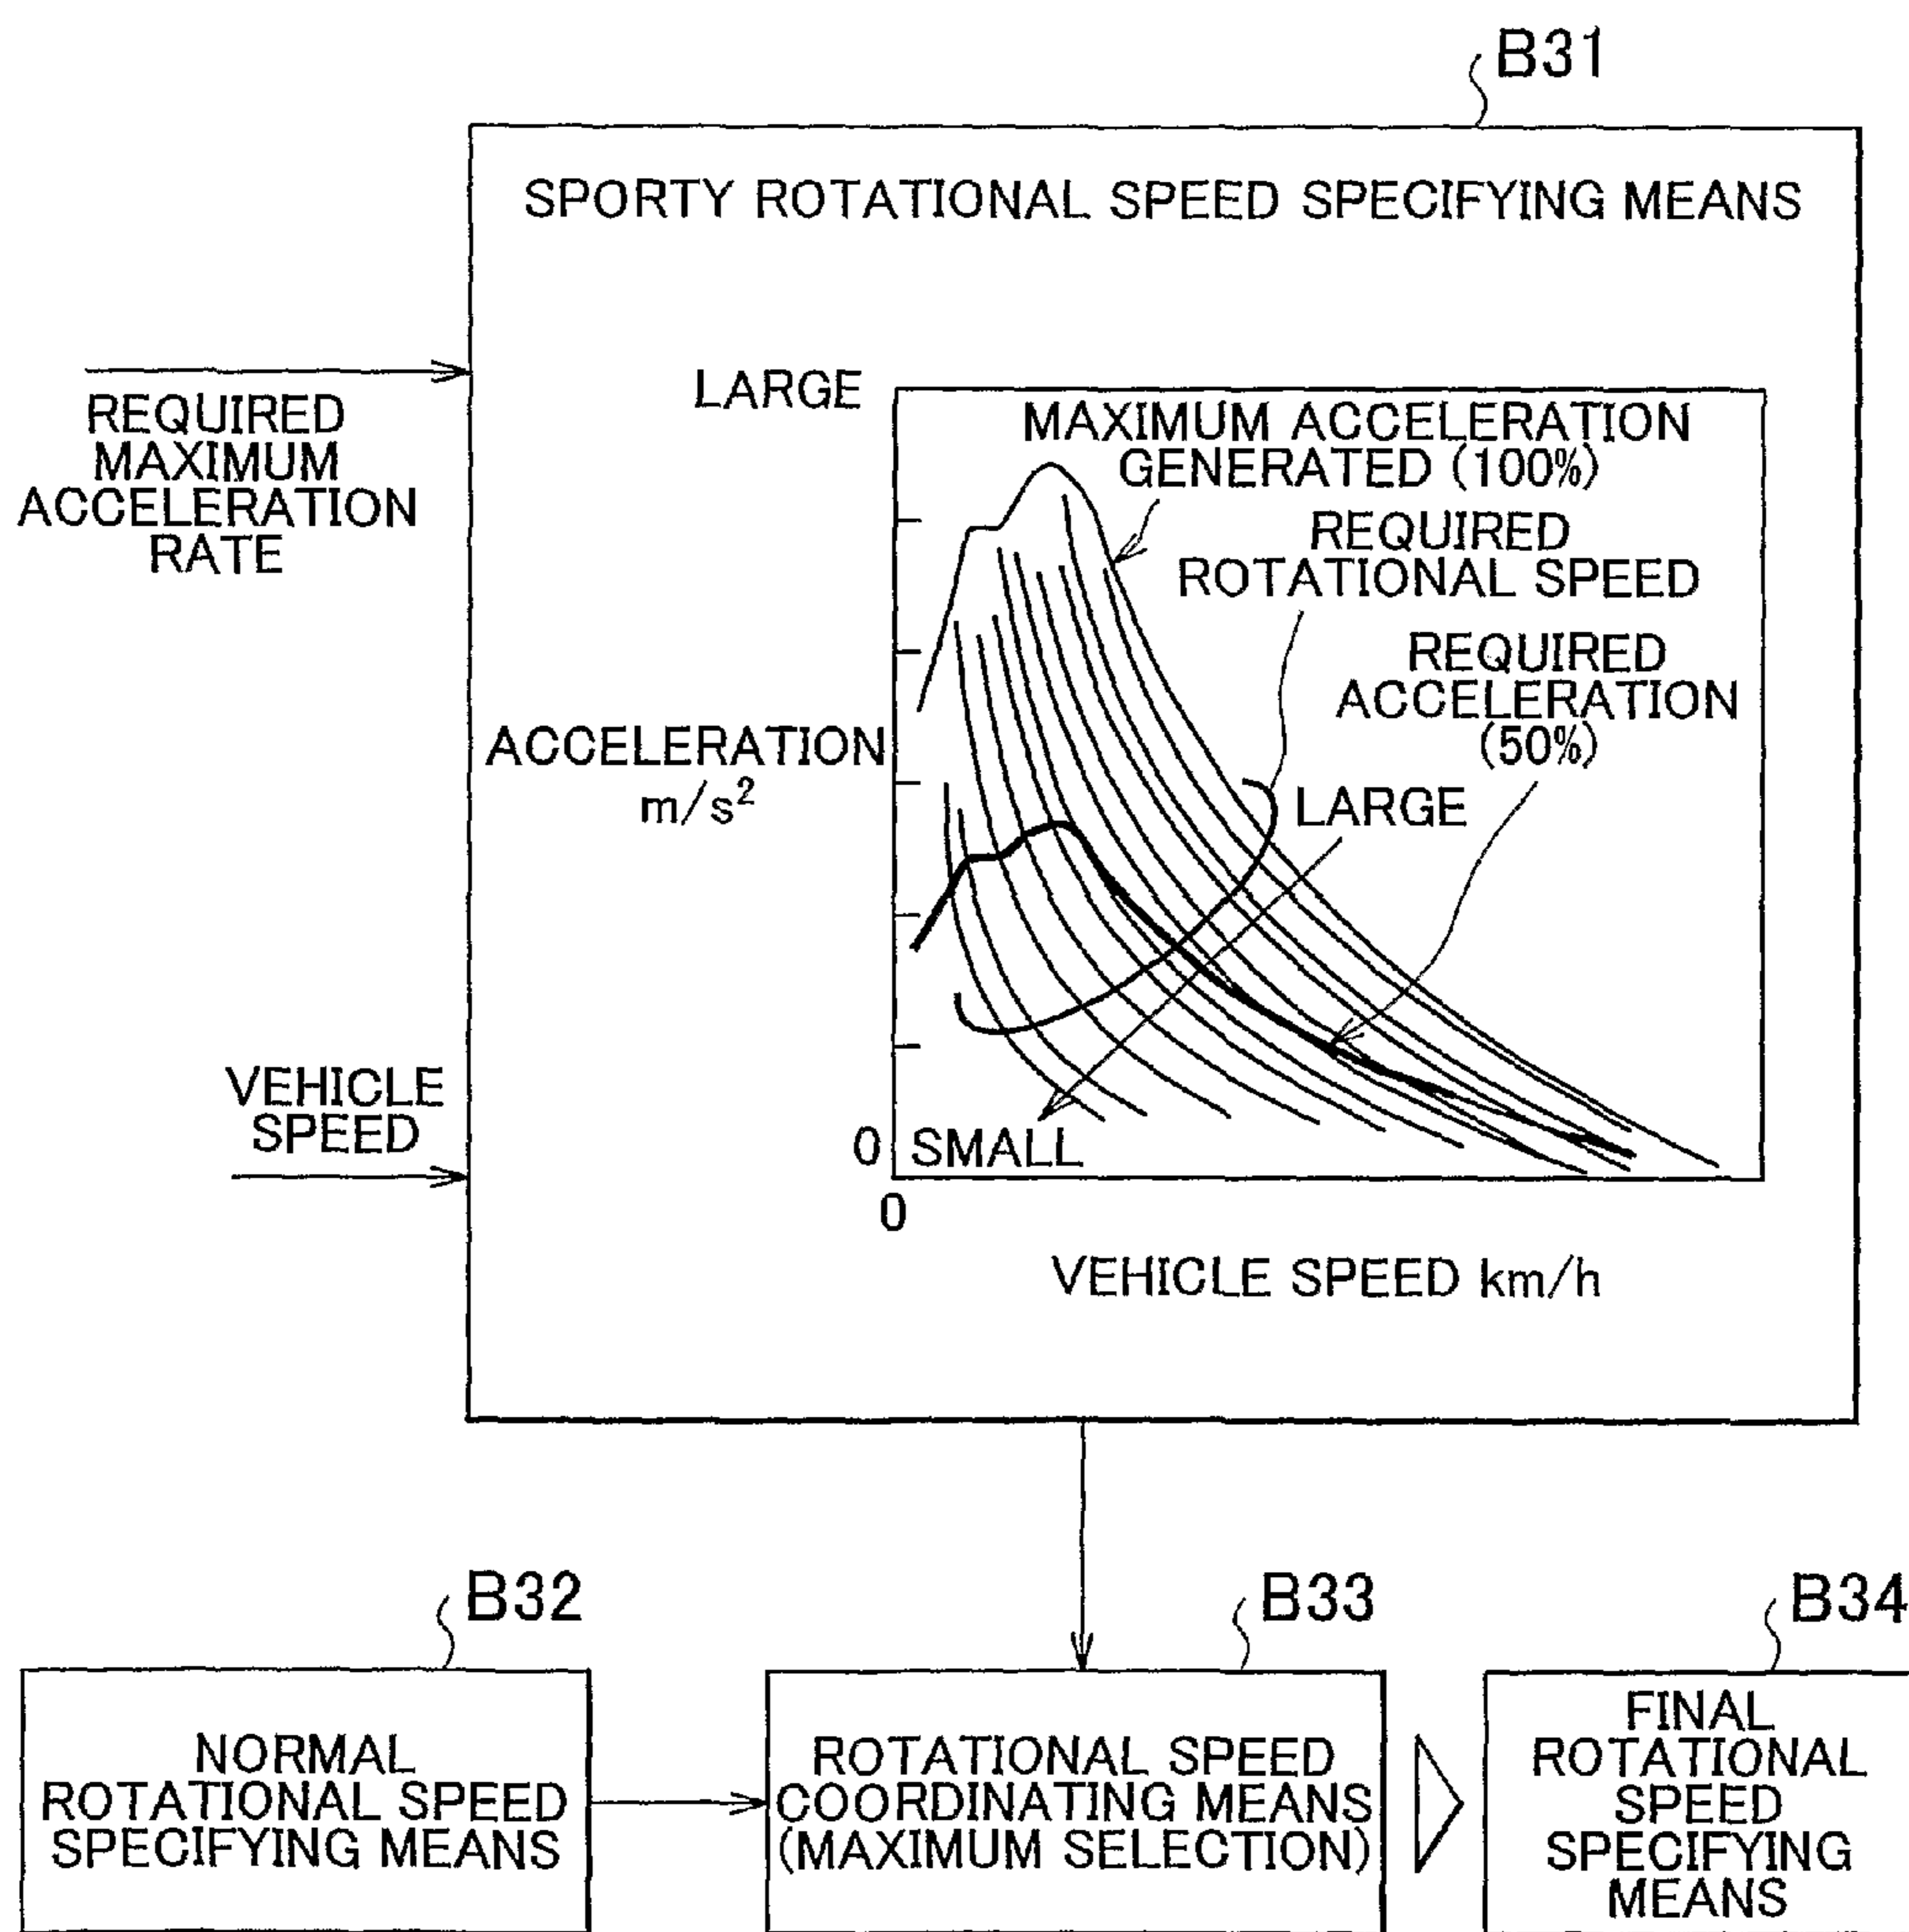 B31
SPORTY ROTATIONAL SPEED SPECIFYING MEANS
REQUIRED
MAXIMUM
ACCELERATION
RATE
LARGE
MAXIMUM ACCELERATION
GENERATED (100%)
REQUIRED
ROTATIONAL SPEED
REQUIRED
ACCELERATION
(50%)
ACCELERATION
m/s²
LARGE
VEHICLE
SPEED
0
SMALL
0
VEHICLE SPEED km/h
B32
NORMAL
ROTATIONAL SPEED
SPECIFYING MEANS
B33
ROTATIONAL SPEED
COORDINATING MEANS
(MAXIMUM SELECTION)
B34
FINAL
ROTATIONAL
SPEED
SPECIFYING
MEANS